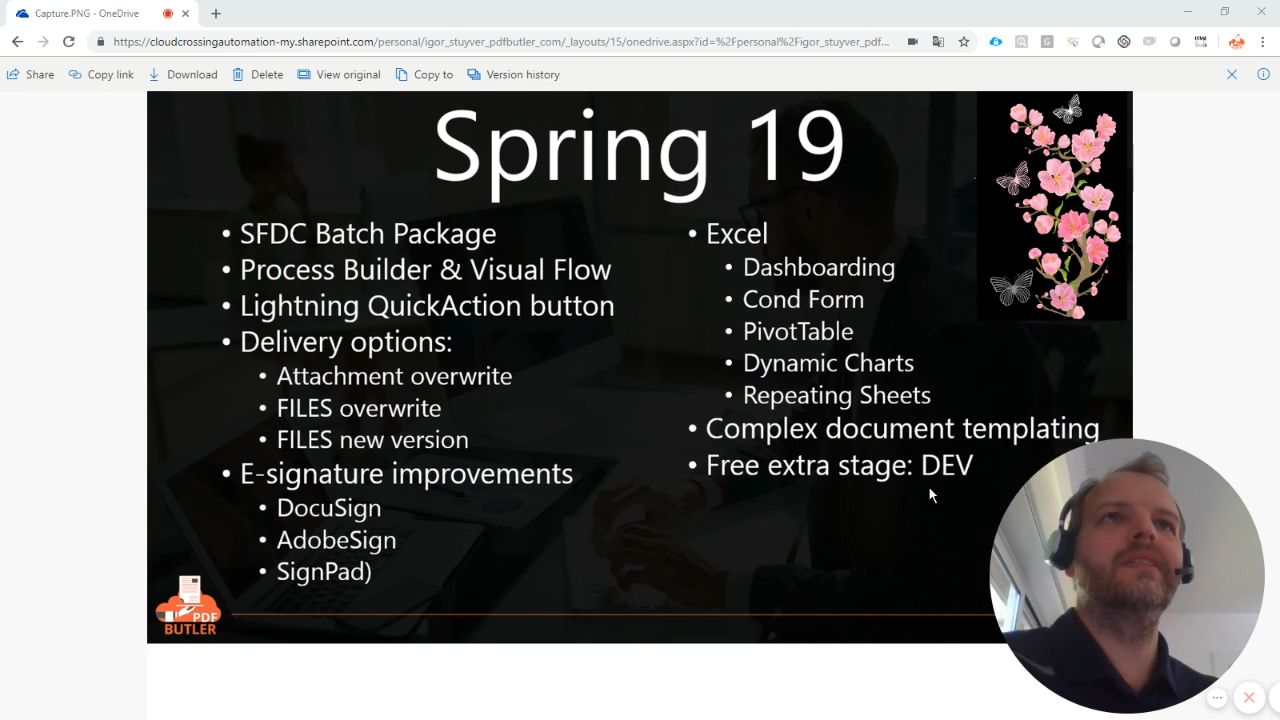 Capture.PNG - OneDrive
https://cloudcrossingautomation-my.sharepoint.com/personal/igor_stuyver_pdfbutler_com/_layouts/15/onedrive.aspx?id=%2Fpersonal%2Figor_stuyver_pdf...
Share
Copy link
Download
Delete
View original
Copy to
Version history
Spring 19
• SFDC Batch Package
• Process Builder & Visual Flow
• Lightning QuickAction button
• Delivery options:
• Attachment overwrite
• FILES overwrite
• FILES new version
• E-signature improvements
• DocuSign
• AdobeSign
• SignPad)
• Excel
• Dashboarding
• Cond Form
• PivotTable
• Dynamic Charts
• Repeating Sheets
• Complex document templating
• Free extra stage: DEV
PDF
BUTLER